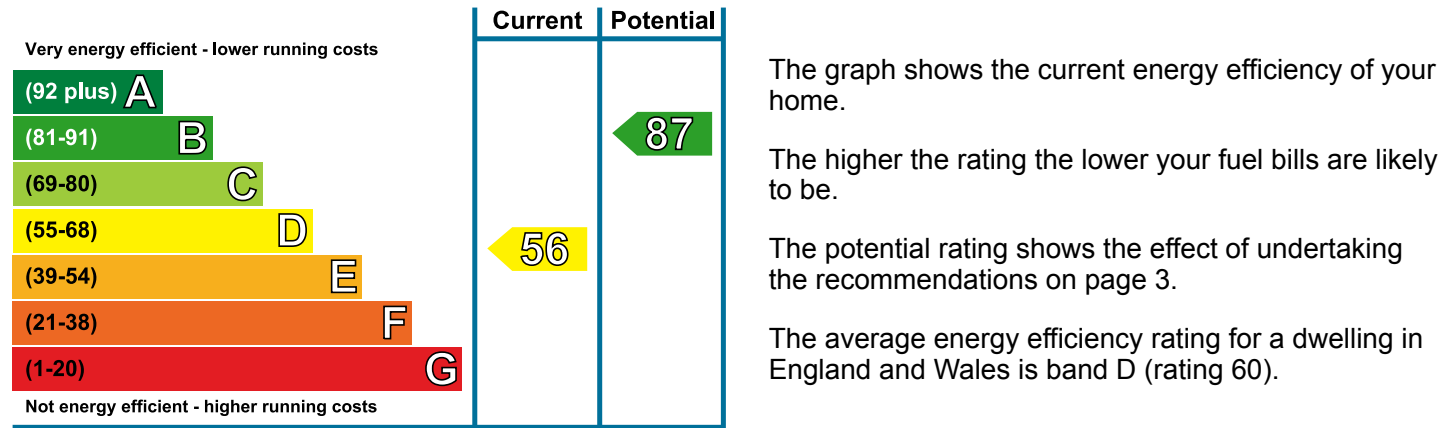 Current Potential
Very energy efficient - lower running costs
(92 plus) A
(81-91) B
87
(69-80) C
(55-68) D
56
(39-54) E
(21-38) F
(1-20) G
Not energy efficient - higher running costs
The graph shows the current energy efficiency of your
home.
The higher the rating the lower your fuel bills are likely
to be.
The potential rating shows the effect of undertaking
the recommendations on page 3.
The average energy efficiency rating for a dwelling in
England and Wales is band D (rating 60).